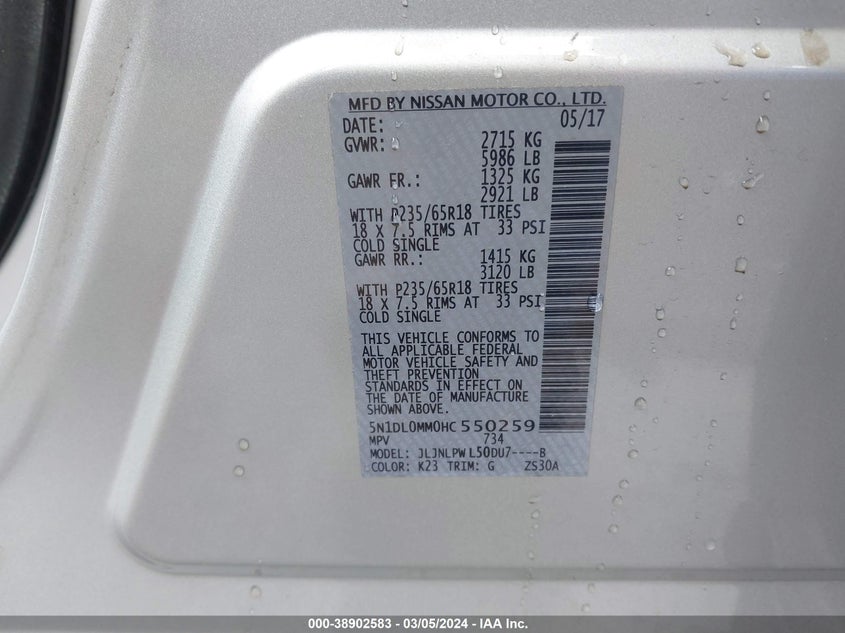 MFD BY NISSAN MOTOR CO., LTD.
DATE: 05/17
GVWR: 2715 KG
5986 LB
GAWR FR.: 1325 KG
2921 LB
WITH P235/65R18 TIRES
18 X 7.5 RIMS AT 33 PSI
COLD SINGLE
GAWR RR.: 1415 KG
3120 LB
WITH P235/65R18 TIRES
18 X 7.5 RIMS AT 33 PSI
COLD SINGLE
THIS VEHICLE CONFORMS TO
ALL APPLICABLE FEDERAL
MOTOR VEHICLE SAFETY AND
THEFT PREVENTION
STANDARDS IN EFFECT ON
THE DATE OF MANUFACTURE
SHOWN ABOVE.
5N1DL0MM0HC550259
MPV 734
MODEL: JLJNLPW L50DU7----B
COLOR: K23 TRIM: G ZS30A
000-38902583 - 03/05/2024 - IAA Inc.